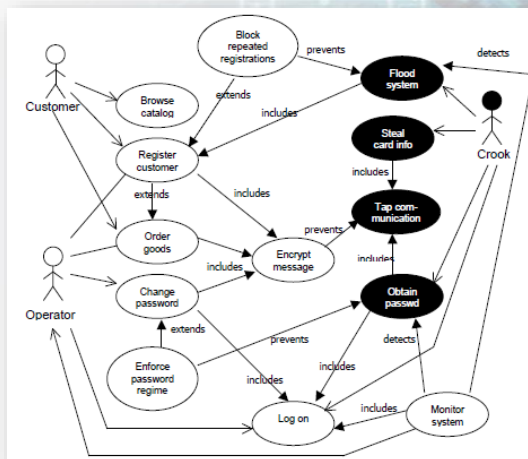 Block
repeated
registrations
prevents
detects
Flood
system
Customer
Browse
catalog
extends
includes
Steal
card info
Crook
Register
customer
includes
extends
includes
Tap com-
munication
prevents
Order
goods
Encrypt
message
includes
includes
Change
password
Obtain
passwd
Operator
extends
prevents
detects
Enforce
password
regime
includes
includes
includes
Log on
Monitor
system